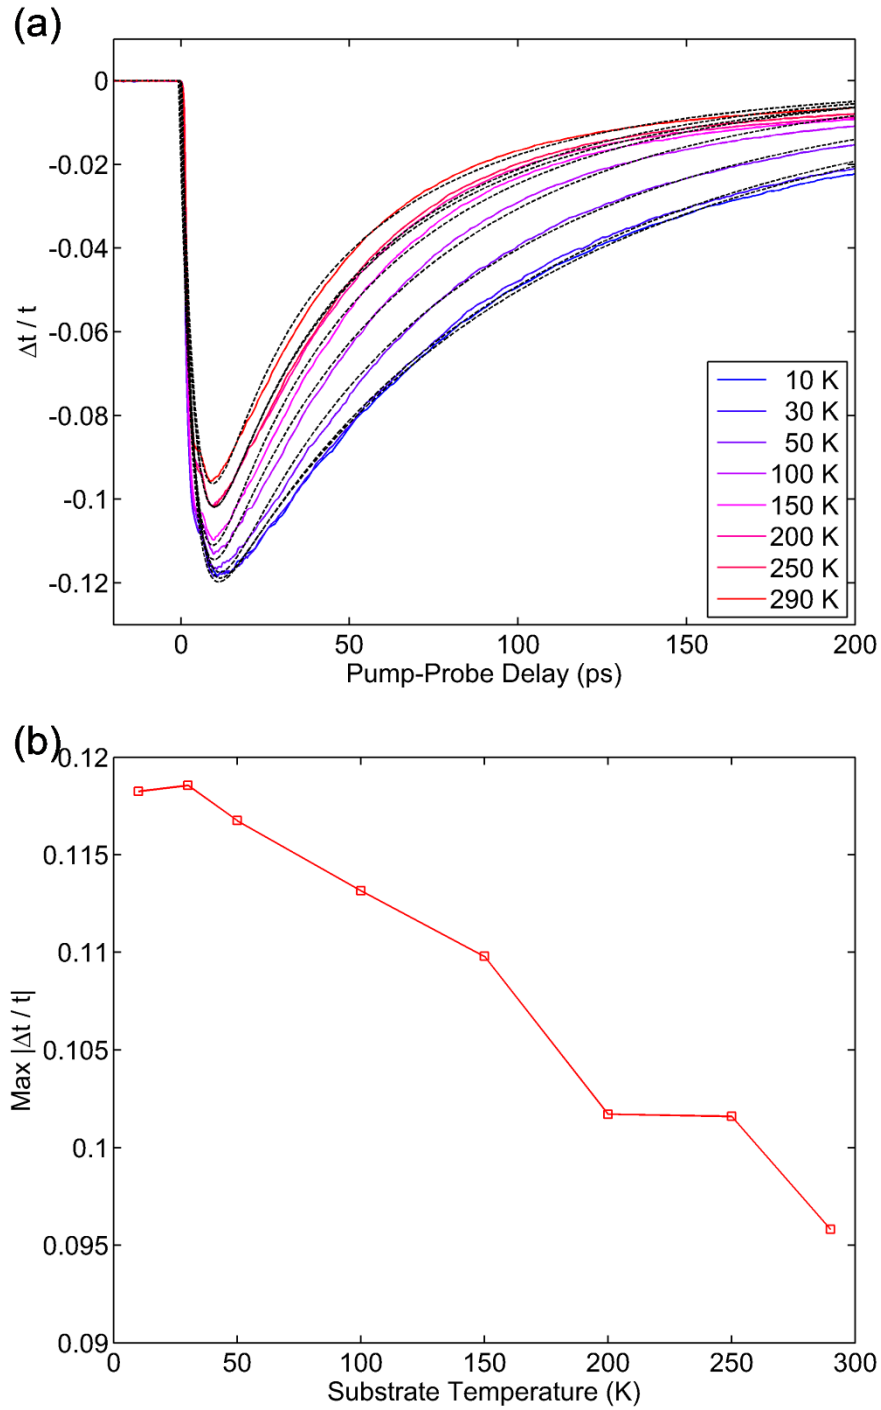 (a)
0
-0.02
-0.04
-0.06
-0.08
-0.1
-0.12
Δt / t
10 K
30 K
50 K
100 K
150 K
200 K
250 K
290 K
0
50
100
150
200
Pump-Probe Delay (ps)
(b)
0.12
0.115
0.11
0.105
0.1
0.095
0.09
Max |Δt / t|
0
50
100
150
200
250
300
Substrate Temperature (K)